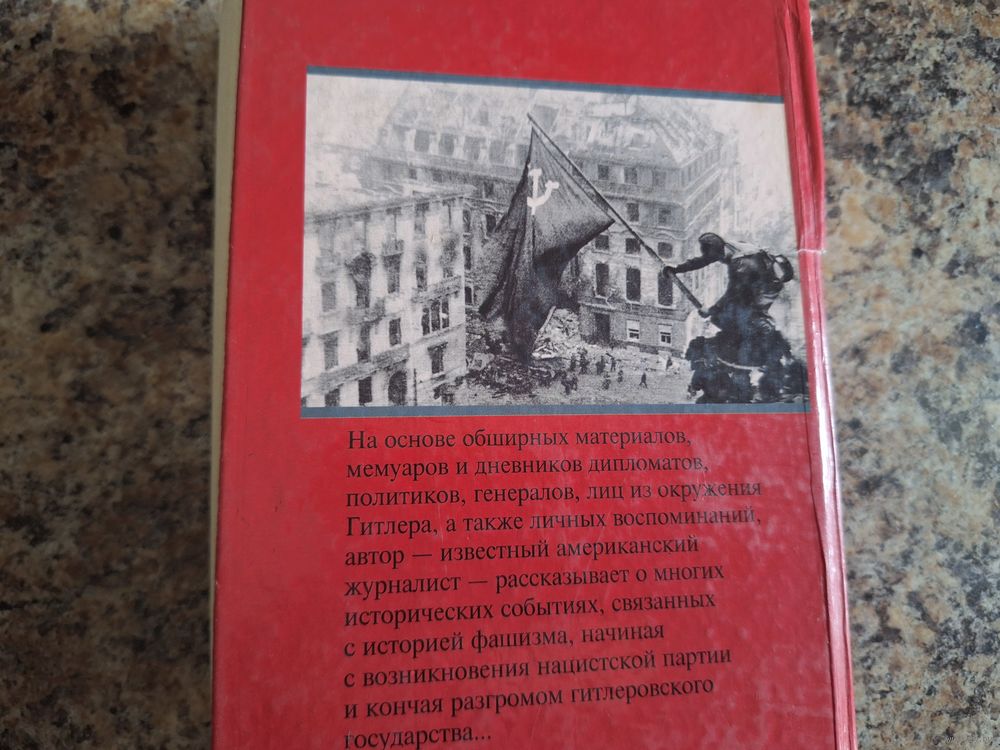 На основе обширных материалов,
мемуаров и дневников дипломатов,
политиков, генералов, лиц из окружения
Гитлера, а также личных воспоминаний,
автор — известный американский
журналист — рассказывает о многих
исторических событиях, связанных
с историей фашизма, начиная
с возникновения нацистской партии
и кончая разгромом гитлеровского
государства...